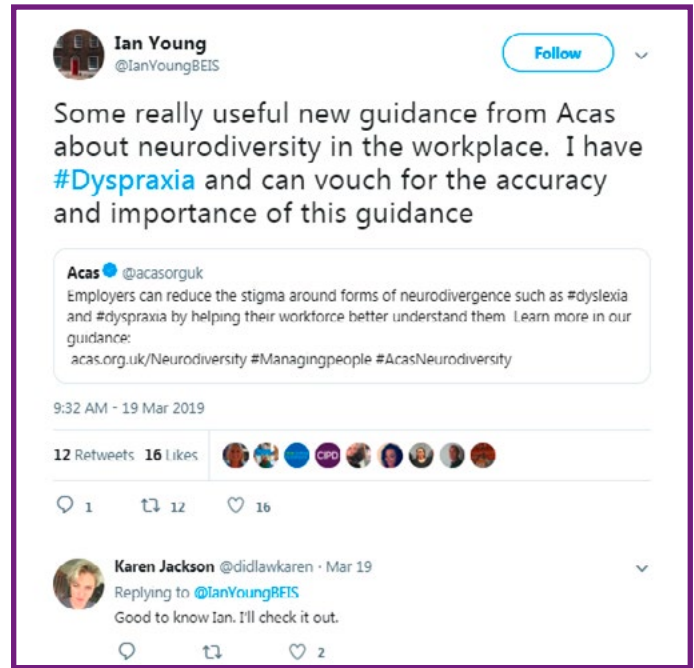 Ian Young
@IanYoungBEIS
Follow
Some really useful new guidance from Acas
about neurodiversity in the workplace. I have
#Dyspraxia and can vouch for the accuracy
and importance of this guidance
Acas @acasorguk
Employers can reduce the stigma around forms of neurodivergence such as #dyslexia
and #dyspraxia by helping their workforce better understand them Learn more in our
guidance:
acas.org.uk/Neurodiversity #Managingpeople #AcasNeurodiversity
9:32 AM - 19 Mar 2019
12 Retweets 16 Likes
CIPD
1 12 16
Karen Jackson @didlawkaren · Mar 19
Replying to @IanYoungBEIS
Good to know Ian. I'll check it out.
2